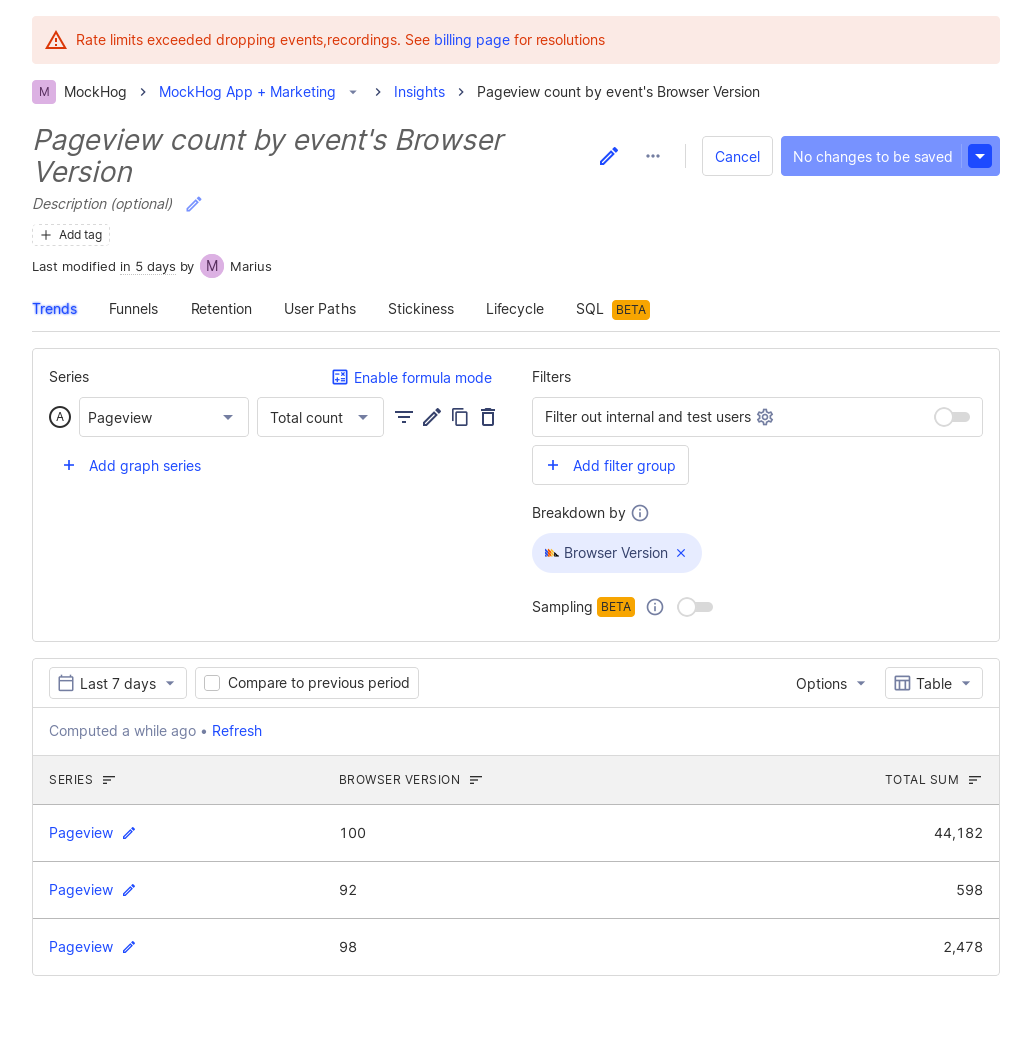 Rate limits exceeded dropping events,recordings. See billing page for resolutions
M MockHog > MockHog App + Marketing > Insights > Pageview count by event's Browser Version
Pageview count by event's Browser
Version
Cancel
No changes to be saved
Description (optional)
+ Add tag
Last modified in 5 days by M Marius
Trends Funnels Retention User Paths Stickiness Lifecycle SQL BETA
Series
Enable formula mode
A Pageview Total count
+ Add graph series
Filters
Filter out internal and test users
+ Add filter group
Breakdown by
Browser Version
Sampling BETA
Last 7 days Compare to previous period Options Table
Computed a while ago • Refresh
SERIES BROWSER VERSION TOTAL SUM
Pageview 100 44,182
Pageview 92 598
Pageview 98 2,478